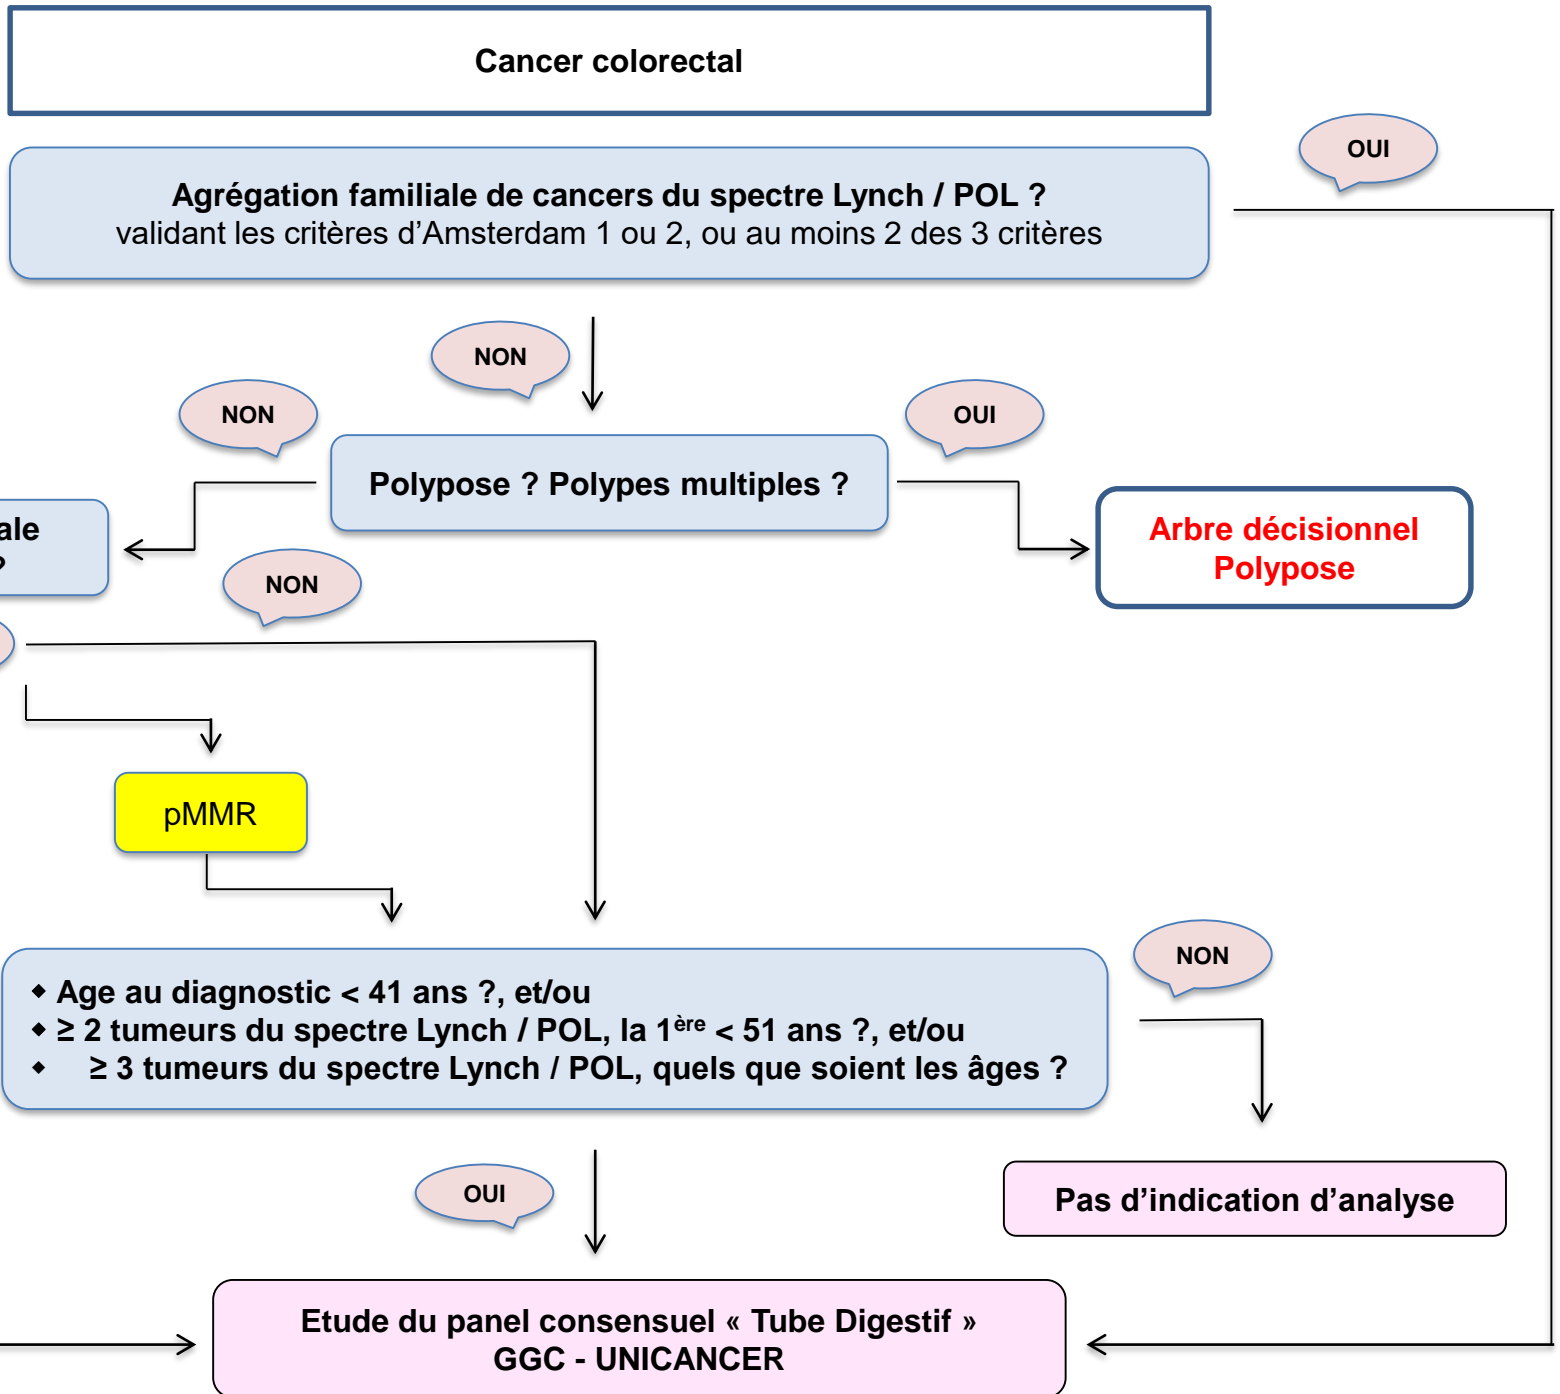 Cancer colorectal
OUI
Agrégation familiale de cancers du spectre Lynch / POL ?
validant les critères d'Amsterdam 1 ou 2, ou au moins 2 des 3 critères
NON
NON
OUI
Polypose ? Polypes multiples ?
ale
?
Arbre décisionnel
Polypose
NON
pMMR
NON
◆ Age au diagnostic < 41 ans ?, et/ou
◆ ≥ 2 tumeurs du spectre Lynch / POL, la 1ère < 51 ans ?, et/ou
◆ ≥ 3 tumeurs du spectre Lynch / POL, quels que soient les âges ?
OUI
Pas d'indication d'analyse
Etude du panel consensuel « Tube Digestif »
GGC - UNICANCER